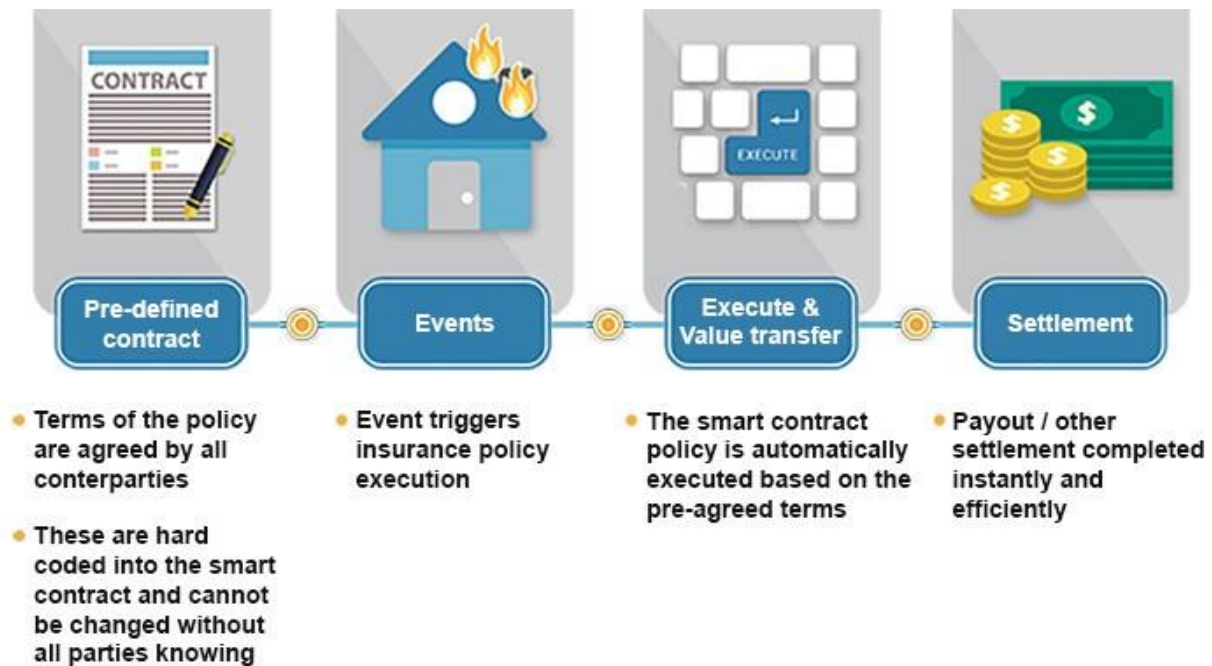 CONTRACT
EXECUTE
$
$
$
$
Pre-defined
contract
Events
Execute &
Value transfer
Settlement
Terms of the policy
are agreed by all
conterparties
These are hard
coded into the smart
contract and cannot
be changed without
all parties knowing
Event triggers
insurance policy
execution
The smart contract
policy is automatically
executed based on the
pre-agreed terms
Payout / other
settlement completed
instantly and
efficiently